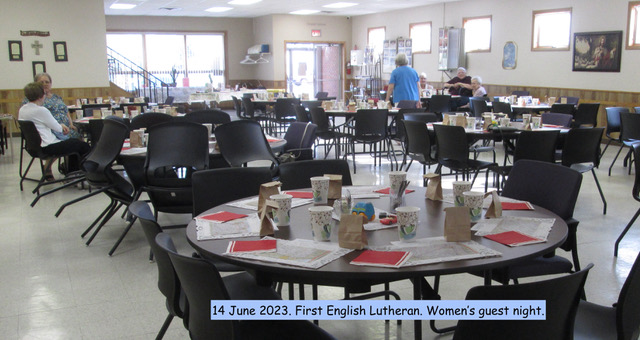 14 June 2023. First English Lutheran. Women's guest night.